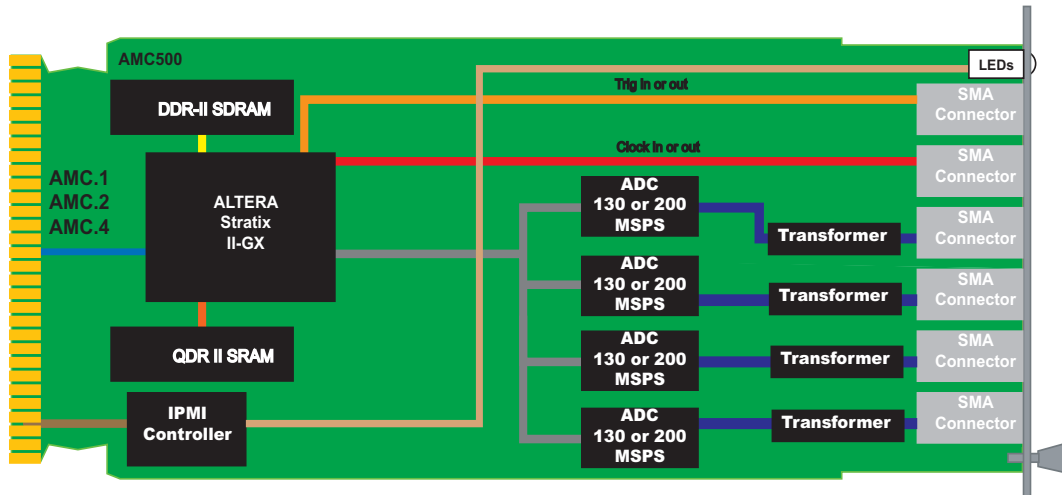 AMC500
LEDs
DDR-II SDRAM
Trig in or out
SMA
Connector
Clock in or out
SMA
Connector
AMC.1
AMC.2
AMC.4
ALTERA
Stratix
II-GX
ADC
130 or 200
MSPS
Transformer
SMA
Connector
ADC
130 or 200
MSPS
Transformer
SMA
Connector
QDR II SRAM
ADC
130 or 200
MSPS
Transformer
SMA
Connector
IPMI
Controller
ADC
130 or 200
MSPS
Transformer
SMA
Connector